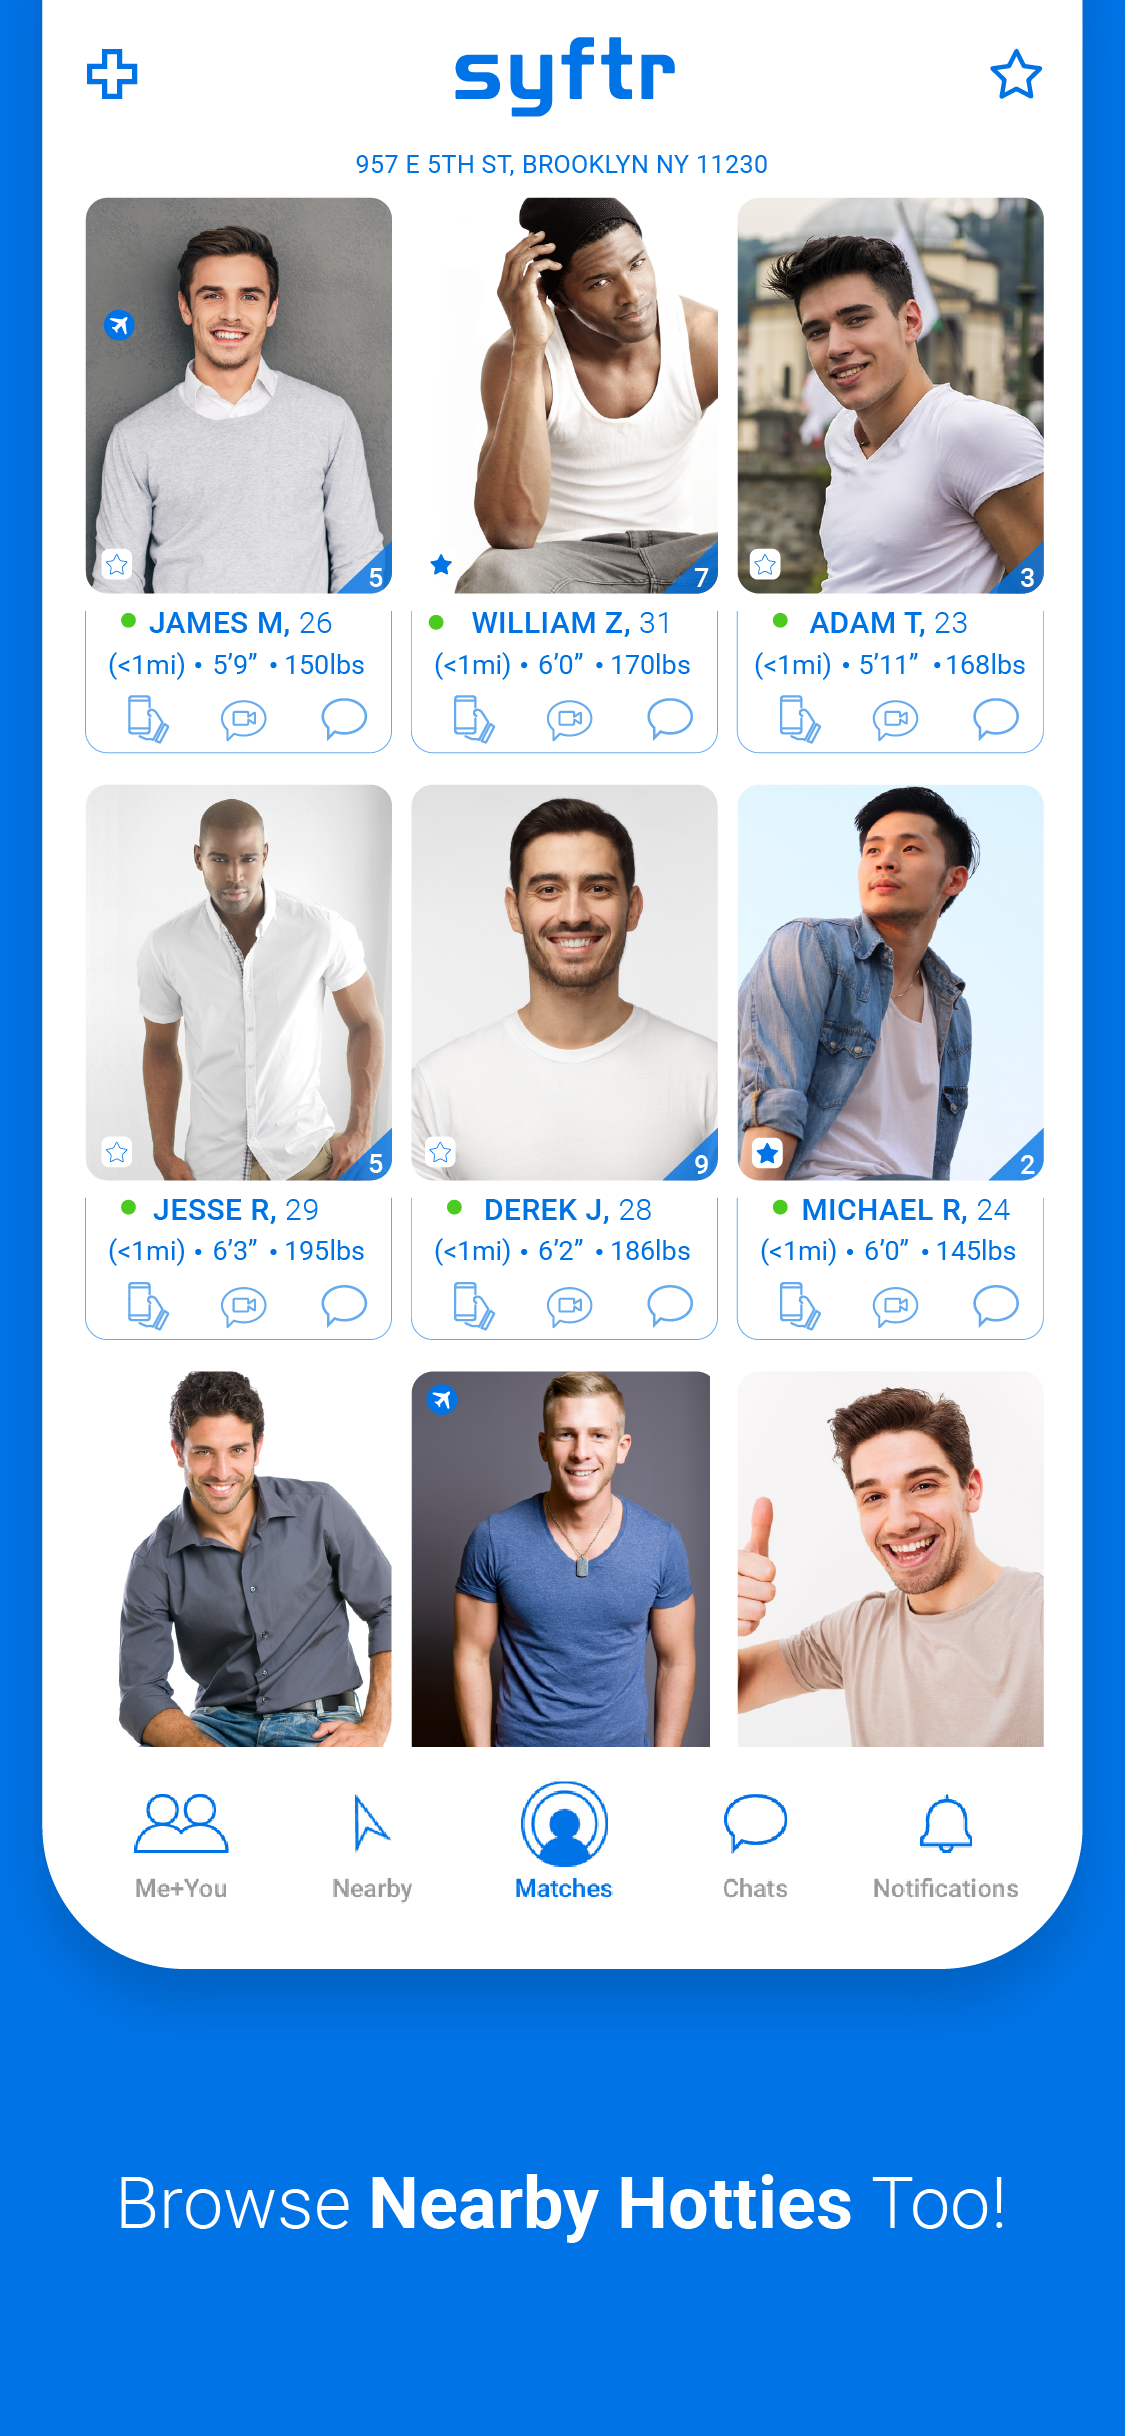 syftr
957 E 5TH ST, BROOKLYN NY 11230
5
7
3
JAMES M, 26
(<1mi) • 5’9” • 150lbs
WILLIAM Z, 31
(<1mi) • 6’0” • 170lbs
ADAM T, 23
(<1mi) • 5’11” • 168lbs
5
9
2
JESSE R, 29
(<1mi) • 6’3” • 195lbs
DEREK J, 28
(<1mi) • 6’2” • 186lbs
MICHAEL R, 24
(<1mi) • 6’0” • 145lbs
Me+You
Nearby
Matches
Chats
Notifications
Browse Nearby Hotties Too!